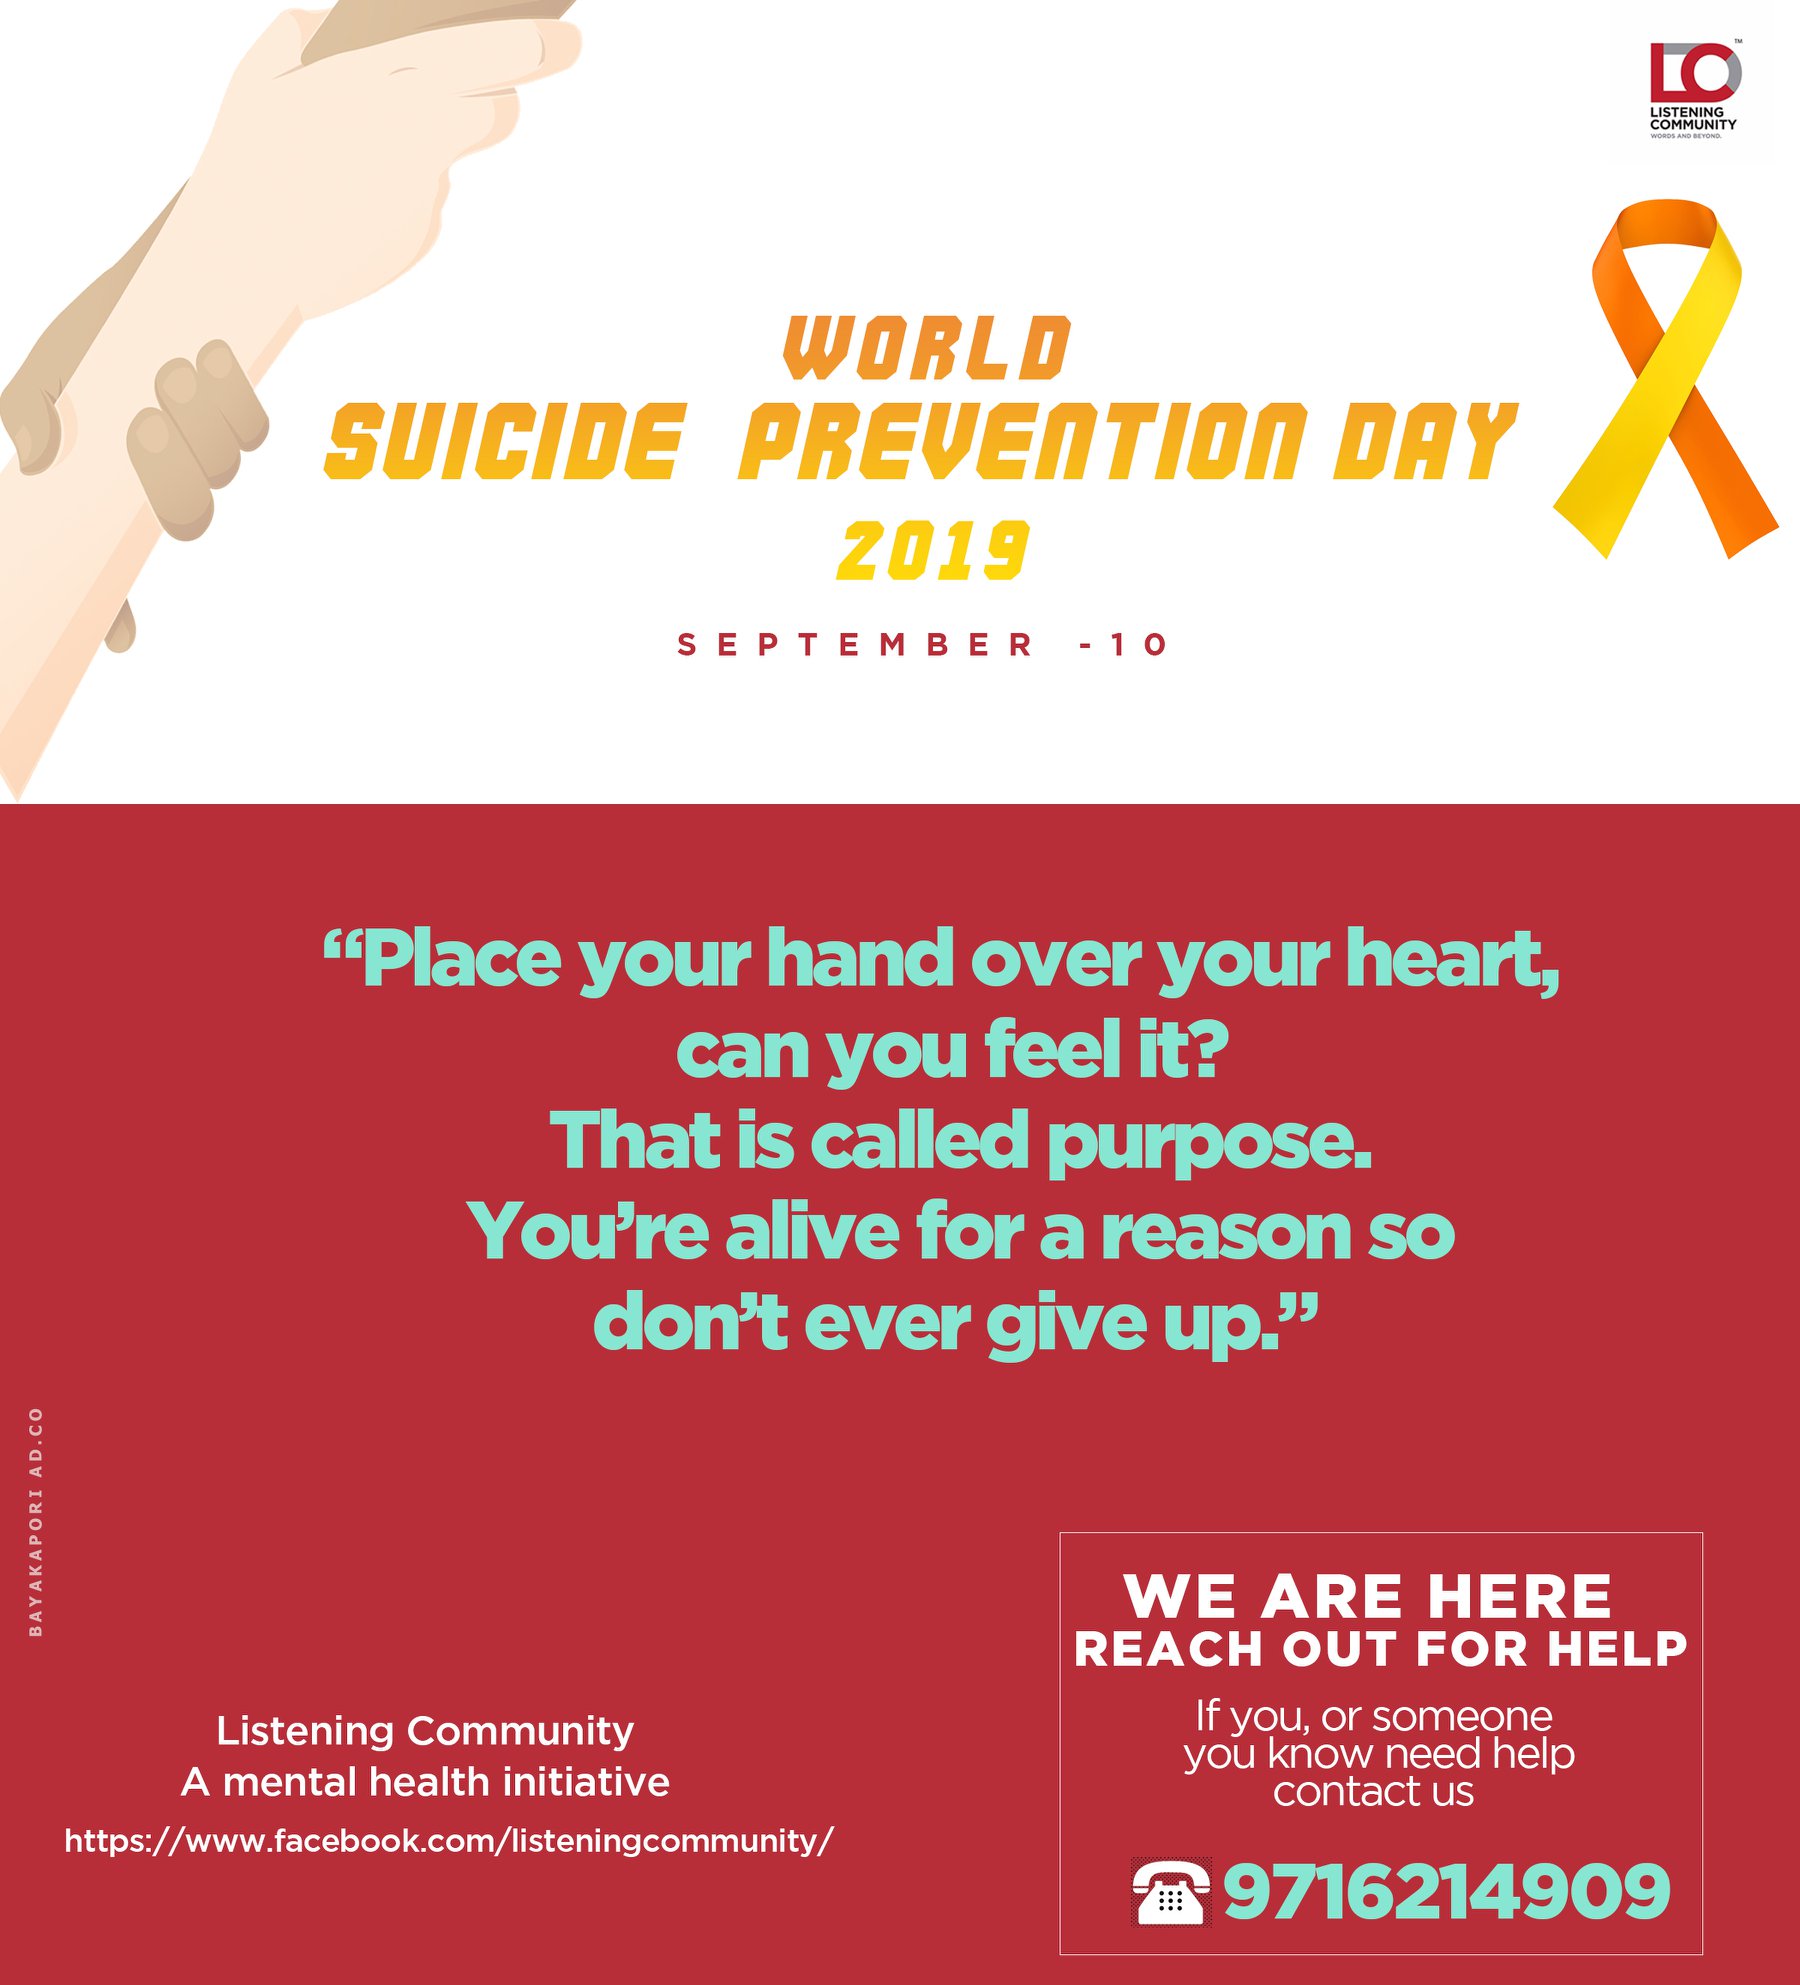 LC
TM
LISTENING
COMMUNITY
WORDS AND BEYOND.
WORLD
SUICIDE PREVENTION DAY
2019
SEPTEMBER -10
“Place your hand over your heart,
can you feel it?
That is called purpose.
You’re alive for a reason so
don’t ever give up.”
BAYAKAPORI AD.CO
WE ARE HERE
REACH OUT FOR HELP
If you, or someone
you know need help
contact us
9716214909
Listening Community
A mental health initiative
https://www.facebook.com/listeningcommunity/